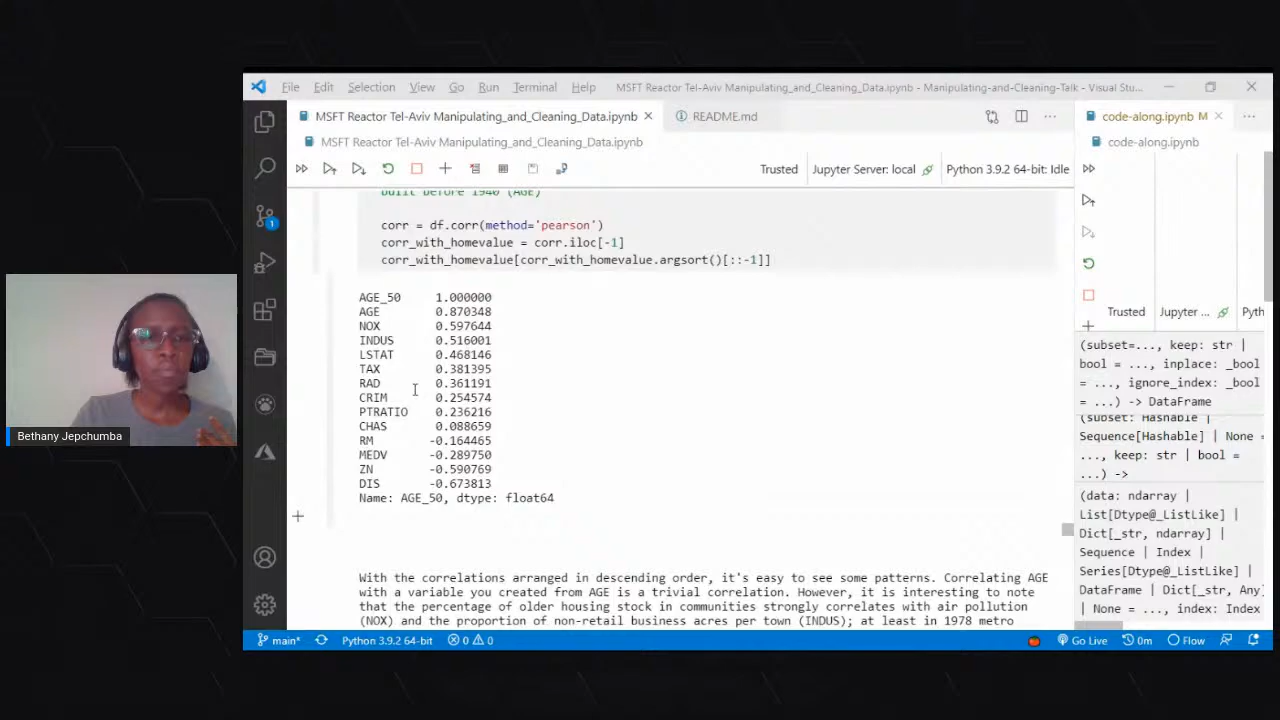 File Edit Selection View Go Run Terminal Help MSFT Reactor Tel-Aviv Manipulating_and_Cleaning_Data.ipynb - Manipulating-and-Cleaning-Talk - Visual Stu...
MSFT Reactor Tel-Aviv Manipulating_and_Cleaning_Data.ipynb README.md
MSFT Reactor Tel-Aviv Manipulating_and_Cleaning_Data.ipynb
Trusted Jupyter Server: local Python 3.9.2 64-bit: Idle
built before 1940 (AGE)
corr = df.corr(method='pearson')
corr_with_homevalue = corr.iloc[-1]
corr_with_homevalue[corr_with_homevalue.argsort()[::-1]]
AGE_50 1.000000
AGE 0.870348
NOX 0.597644
INDUS 0.516001
LSTAT 0.468146
TAX 0.381395
RAD 0.361191
CRIM 0.254574
PTRATIO 0.236216
CHAS 0.088659
RM -0.164465
MEDV -0.289750
ZN -0.590769
DIS -0.673813
Name: AGE_50, dtype: float64
With the correlations arranged in descending order, it's easy to see some patterns. Correlating AGE
with a variable you created from AGE is a trivial correlation. However, it is interesting to note
that the percentage of older housing stock in communities strongly correlates with air pollution
(NOX) and the proportion of non-retail business acres per town (INDUS); at least in 1978 metro
code-along.ipynb M
code-along.ipynb
Trusted Jupyter ... Pyth
(subset=..., keep: str |
bool = ..., inplace: _bool
= ..., ignore_index: _bool
= ...) -> DataFrame
(subset: Hashable |
Sequence[Hashable] | None =
..., keep: str | bool =
...) ->
(data: ndarray |
List[Dtype@_ListLike] |
Dict[_str, ndarray] |
Sequence | Index |
Series[Dtype@_ListLike] |
DataFrame | Dict[_str, Any]
| None = ..., index: Index
1
Bethany Jepchumba
main* Python 3.9.2 64-bit 0 0 Go Live 0m Flow